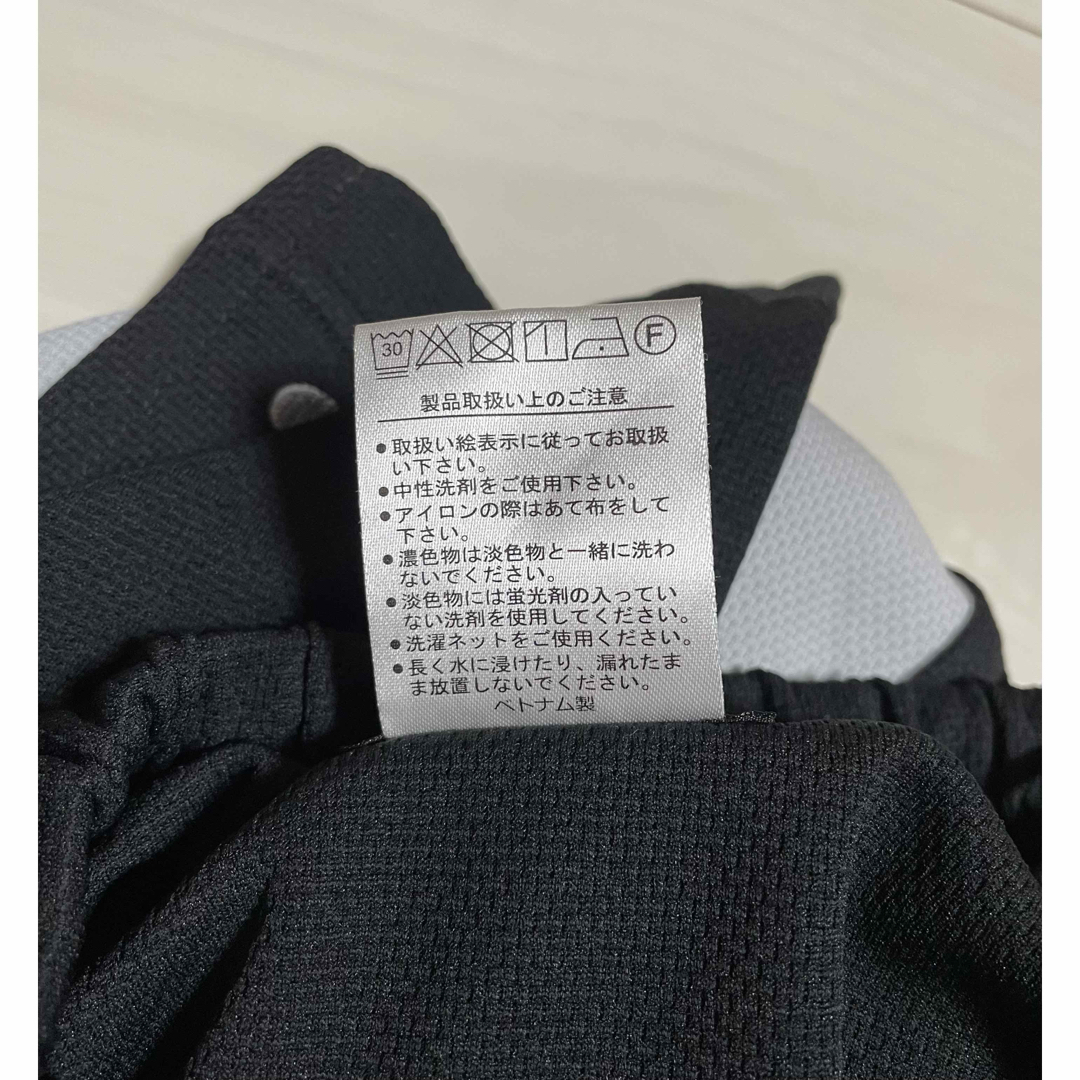 30
F
製品取扱い上のご注意
●取扱い絵表示に従ってお取扱
い下さい。
●中性洗剤をご使用下さい。
●アイロンの際はあて布をして
下さい。
●濃色物は淡色物と一緒に洗わ
ないでください。
●淡色物には蛍光剤の入ってい
ない洗剤を使用してください。
●洗濯ネットをご使用ください。
●長く水に浸けたり、漏れたま
ま放置しないでください。
ベトナム製